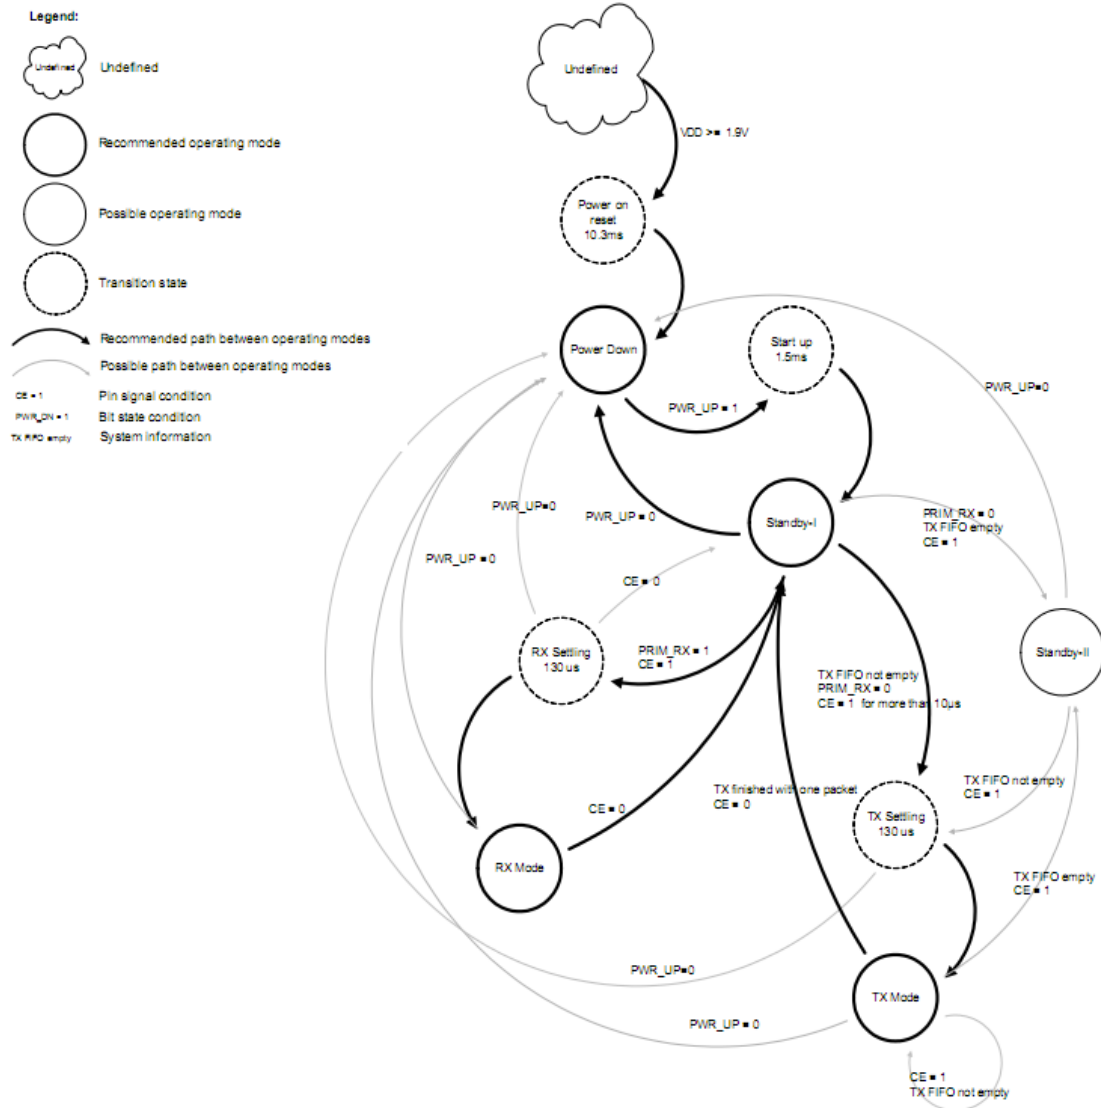 Legend:
Undefined
Undefined
Recommended operating mode
Possible operating mode
Transition state
Recommended path between operating modes
Possible path between operating modes
CE = 1
Pin signal condition
PWR_DN = 1
Bit state condition
TX FIFO empty
System information
Undefined
VDD >= 1.9V
Power on
reset
10.3ms
Power Down
Start up
1.5ms
PWR_UP=0
PWR_UP = 1
PWR_UP=0
PWR_UP = 0
Standby-I
PRIM_RX = 0
TX FIFO empty
CE = 1
PWR_UP = 0
CE = 0
RX Settling
130 us
PRIM_RX = 1
CE = 1
Standby-II
TX FIFO not empty
PRIM_RX = 0
CE = 1 for more than 10µs
TX FIFO not empty
CE = 1
TX finished with one packet
CE = 0
CE = 0
TX Settling
130 us
RX Mode
TX FIFO empty
CE = 1
PWR_UP=0
TX Mode
PWR_UP = 0
CE = 1
TX FIFO not empty